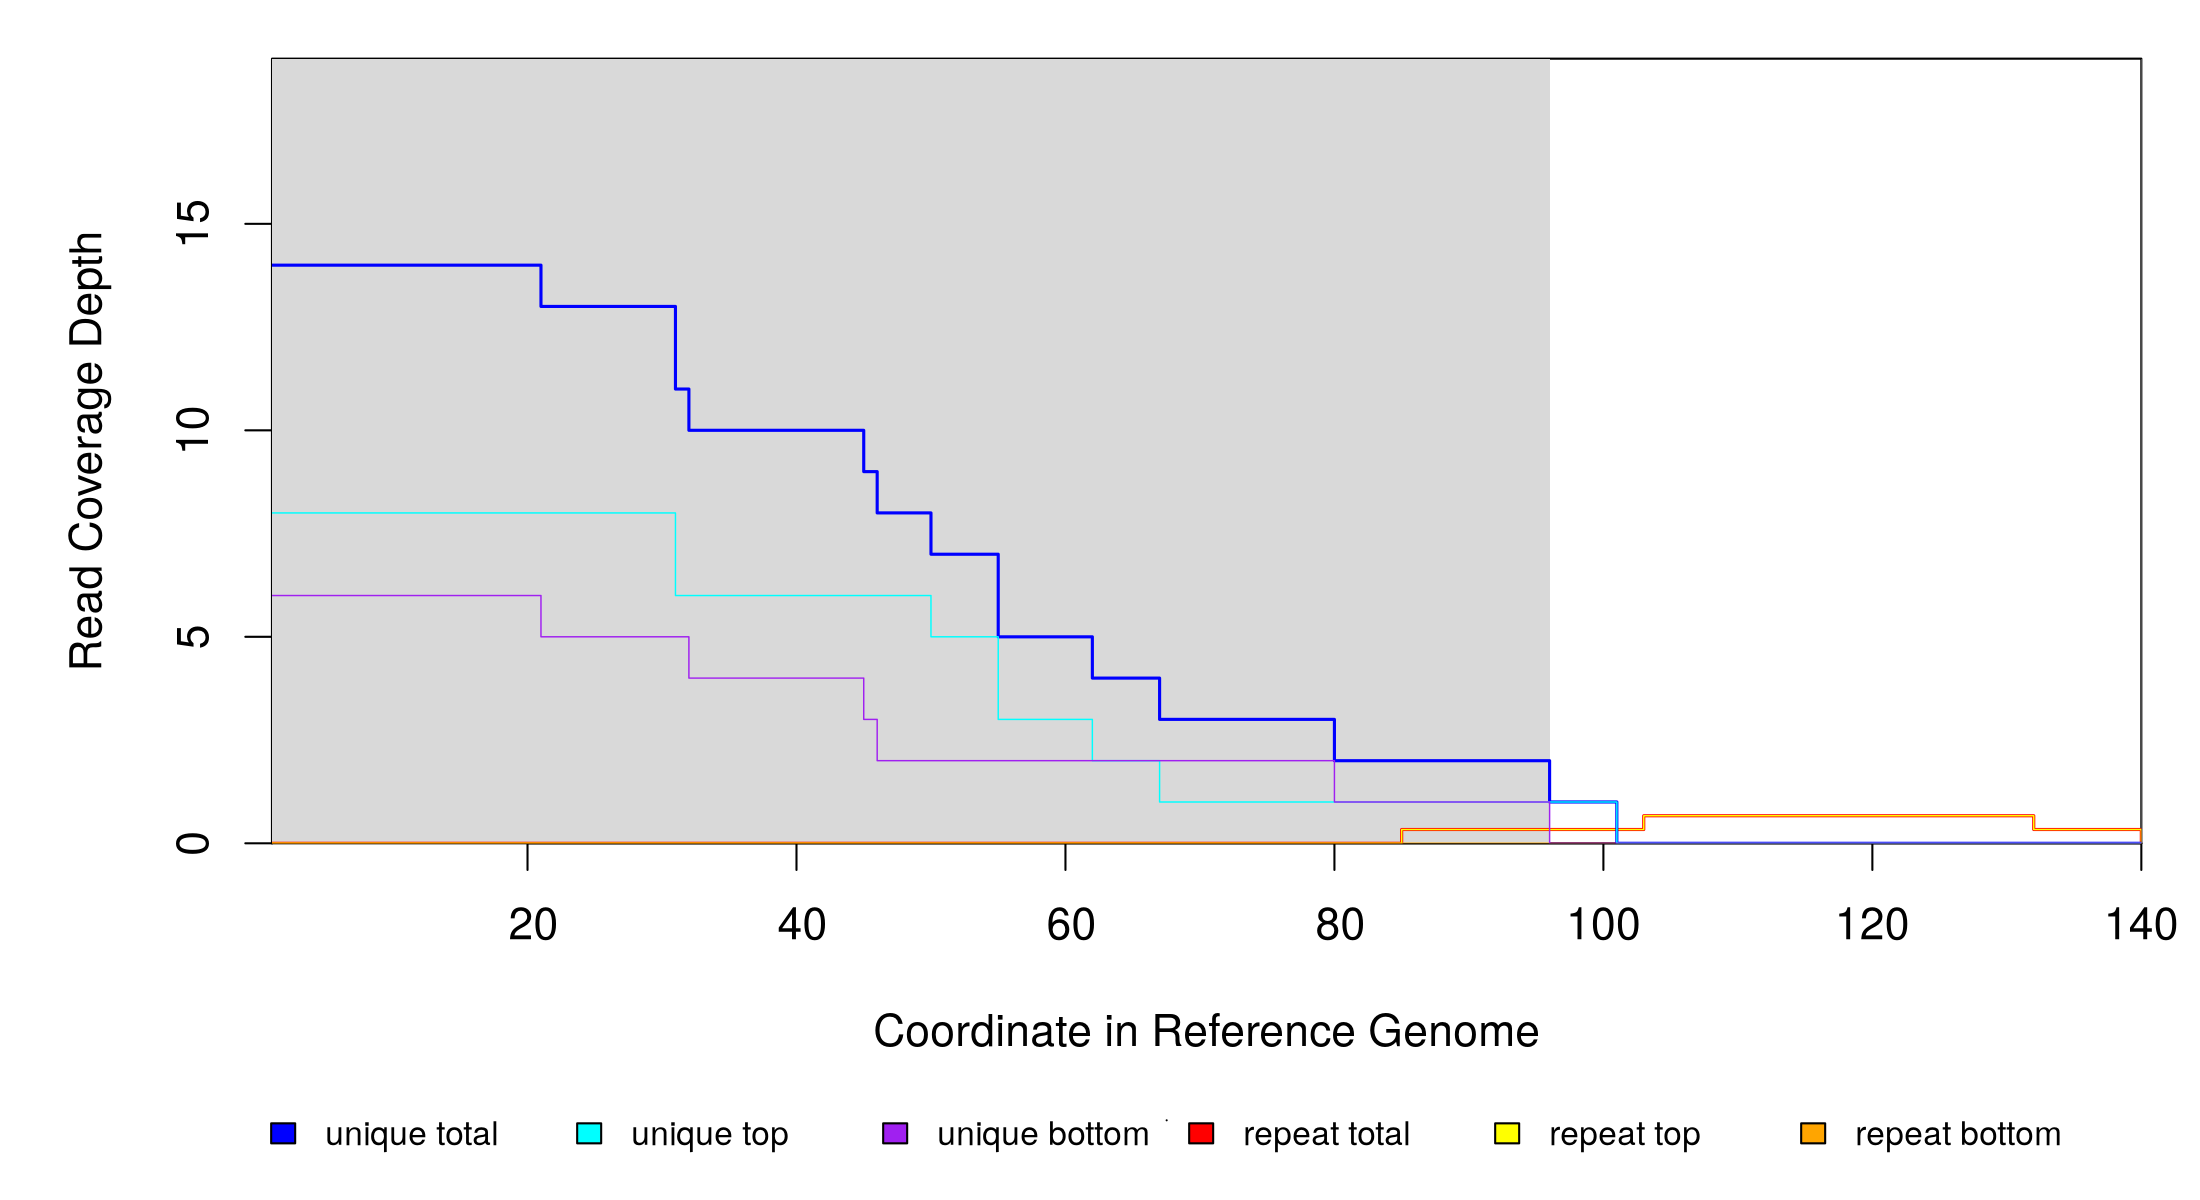 Read Coverage Depth
15
10
5
0
20 40 60 80 100 120 140
Coordinate in Reference Genome
unique total unique top unique bottom repeat total repeat top repeat bottom